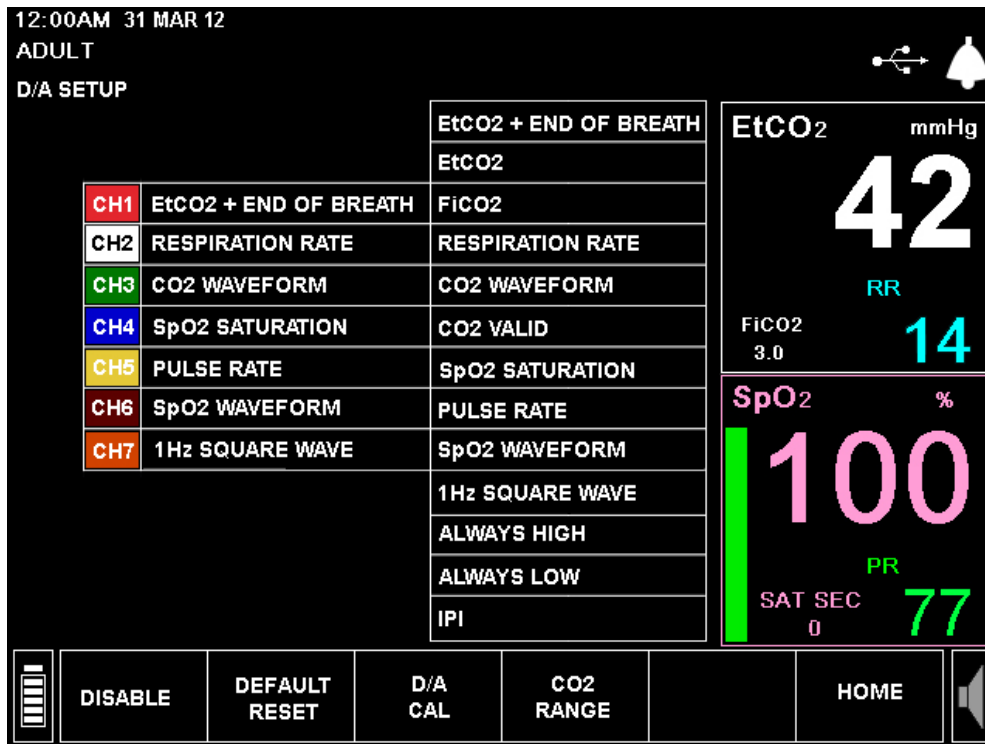 12:00AM 31 MAR 12
ADULT
D/A SETUP
CH1 EtCO2 + END OF BREATH
CH2 RESPIRATION RATE
CH3 CO2 WAVEFORM
CH4 SpO2 SATURATION
CH5 PULSE RATE
CH6 SpO2 WAVEFORM
CH7 1Hz SQUARE WAVE
EtCO2 + END OF BREATH
EtCO2
FiCO2
RESPIRATION RATE
CO2 WAVEFORM
CO2 VALID
SpO2 SATURATION
PULSE RATE
SpO2 WAVEFORM
1Hz SQUARE WAVE
ALWAYS HIGH
ALWAYS LOW
IPI
EtCO2 mmHg
42
RR
FiCO2
3.0
14
SpO2 %
100
PR
SAT SEC
0
77
DISABLE
DEFAULT
RESET
D/A
CAL
CO2
RANGE
HOME